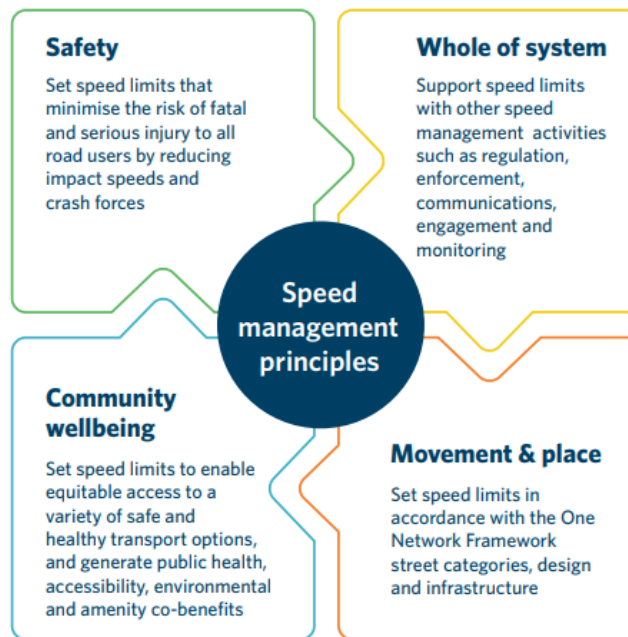 Safety
Set speed limits that
minimise the risk of fatal
and serious injury to all
road users by reducing
impact speeds and
crash forces
Whole of system
Support speed limits
with other speed
management activities
such as regulation,
enforcement,
communications,
engagement and
monitoring
Speed
management
principles
Community
wellbeing
Set speed limits to enable
equitable access to a
variety of safe and
healthy transport options,
and generate public health,
accessibility, environmental
and amenity co-benefits
Movement & place
Set speed limits in
accordance with the One
Network Framework
street categories, design
and infrastructure